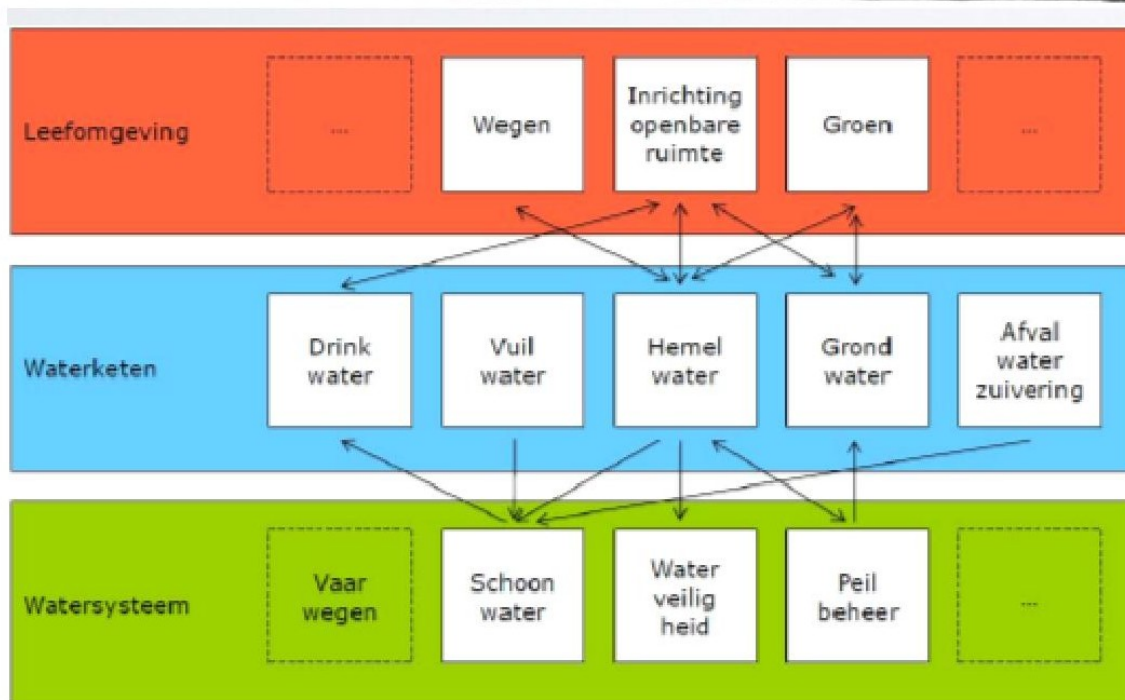 Leefomgeving
...
Wegen
Inrichting
openbare
ruimte
Groen
...
Waterketen
Drink
water
Vuil
water
Hemel
water
Grond
water
Afval
water
zuivering
Watersysteem
Vaar
wegen
Schoon
water
Water
veilig
heid
Peil
beheer
...